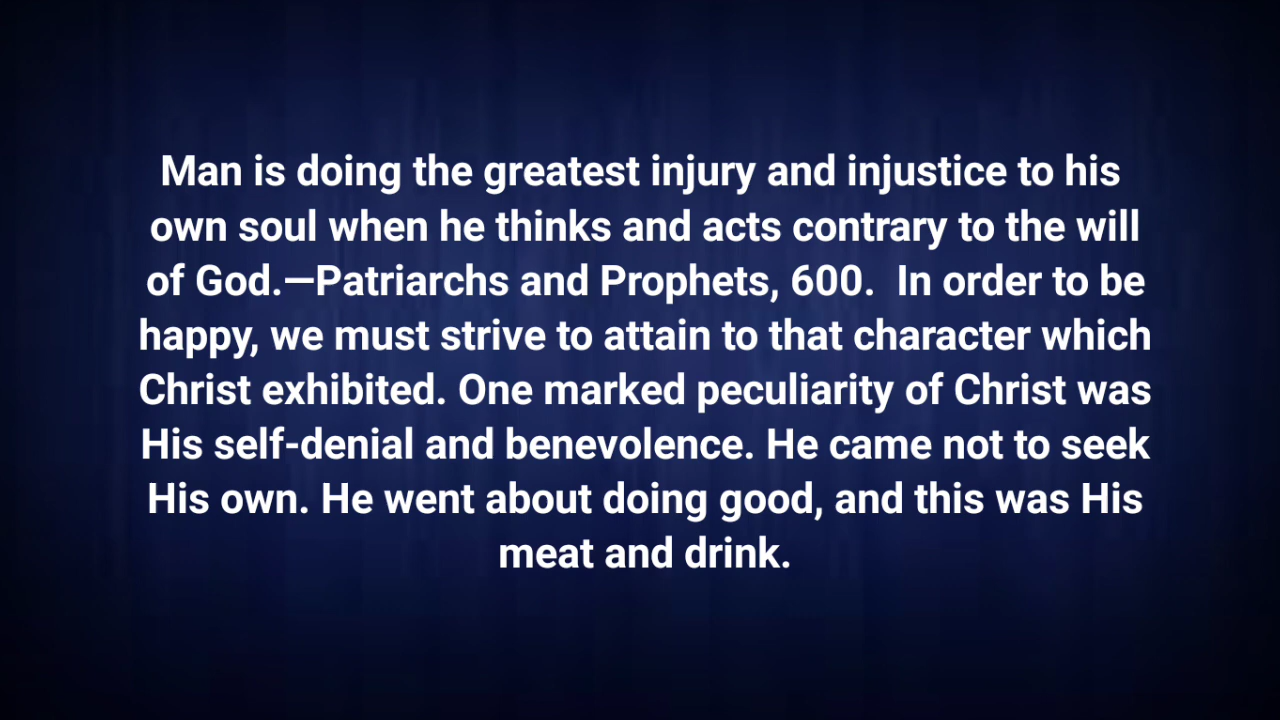 Man is doing the greatest injury and injustice to his
own soul when he thinks and acts contrary to the will
of God.—Patriarchs and Prophets, 600.  In order to be
happy, we must strive to attain to that character which
Christ exhibited. One marked peculiarity of Christ was
His self-denial and benevolence. He came not to seek
His own. He went about doing good, and this was His
meat and drink.